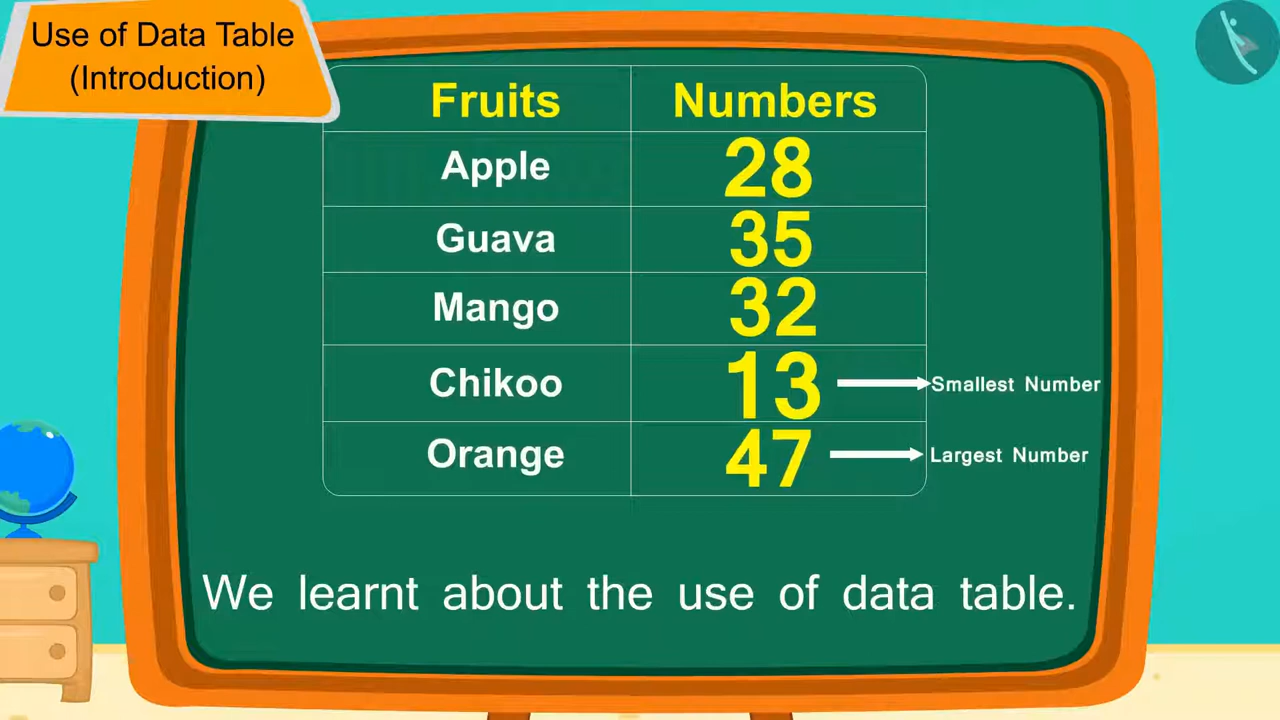 Use of Data Table
(Introduction)
Fruits Numbers
Apple 28
Guava 35
Mango 32
Chikoo 13 Smallest Number
Orange 47 Largest Number
We learnt about the use of data table.